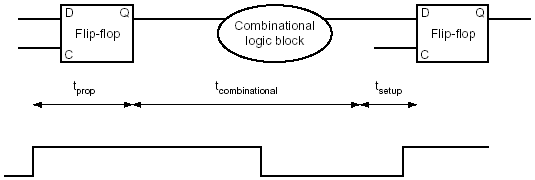 D Q Combinational D Q
Flip-flop logic block Flip-flop
C C
tprop tcombinational tsetup